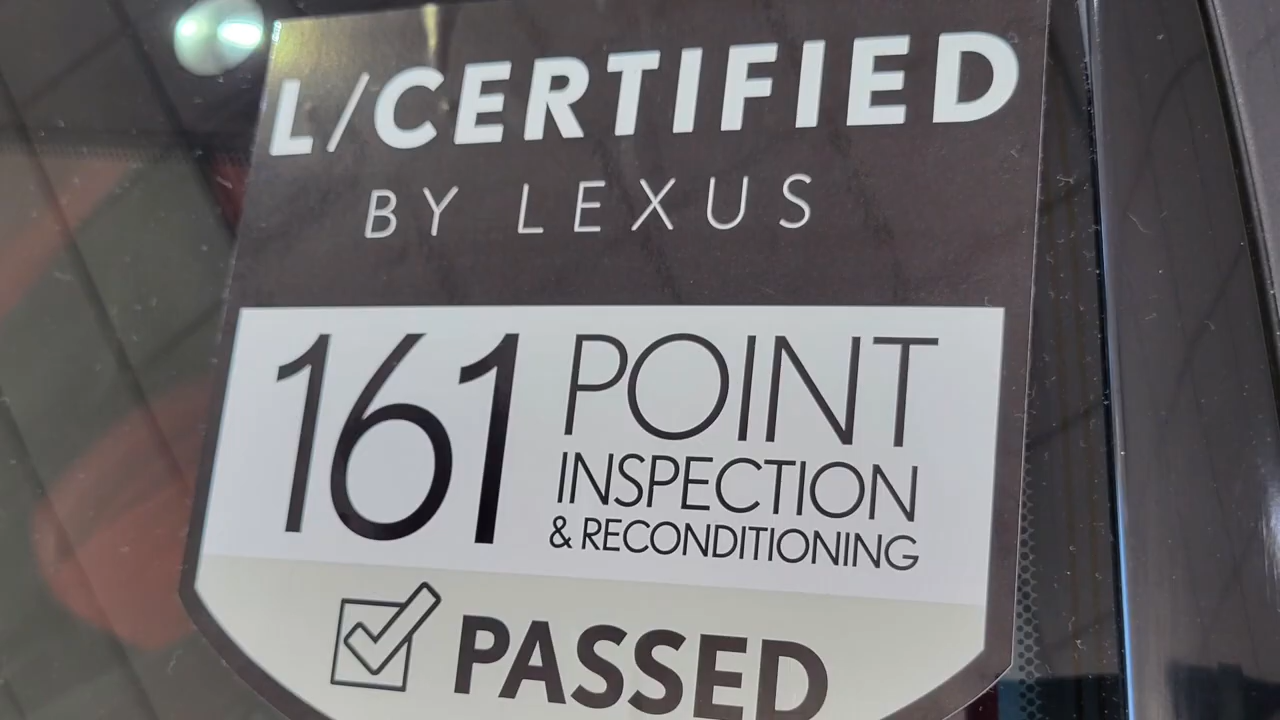 L/CERTIFIED
BY LEXUS
161 POINT
INSPECTION
& RECONDITIONING
PASSED